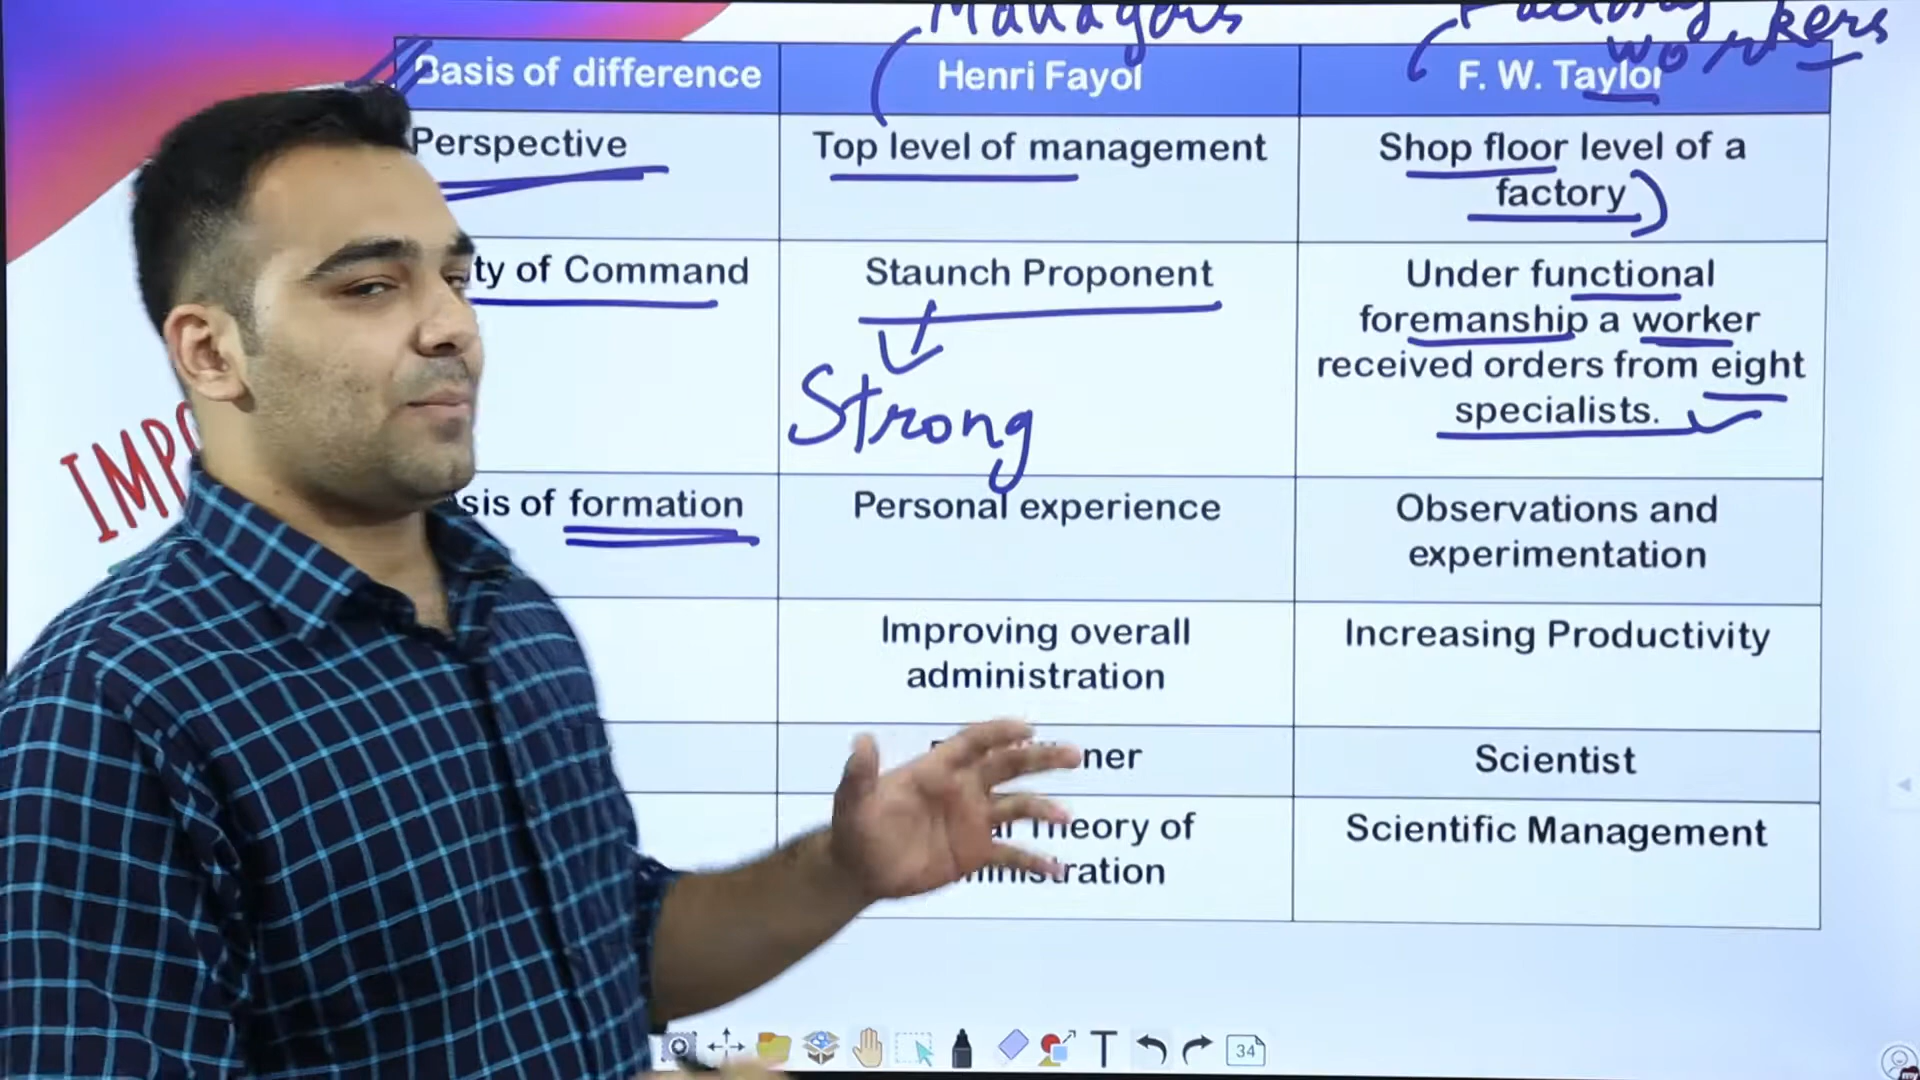 Managers
Factory
workers
Basis of difference
Henri Fayol
F. W. Taylor
Perspective
Top level of management
Shop floor level of a
factory
ty of Command
Staunch Proponent
Under functional
foremanship a worker
received orders from eight
specialists.
Strong
sis of formation
Personal experience
Observations and
experimentation
Improving overall
administration
Increasing Productivity
ner
Scientist
Theory of
ration
Scientific Management
IMP
T
34